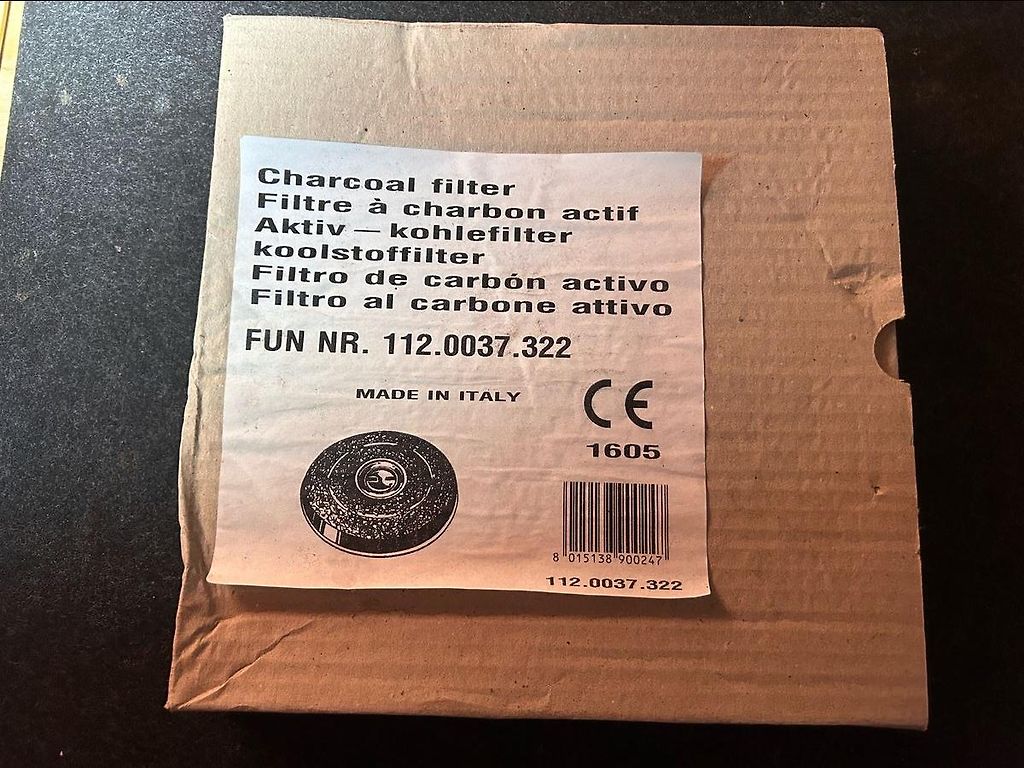 Charcoal filter
Filtre à charbon actif
Aktiv – kohlefilter
koolstoffilter
Filtro de carbón activo
Filtro al carbone attivo
FUN NR. 112.0037.322
MADE IN ITALY
CE
1605
8 015138 900247
112.0037.322